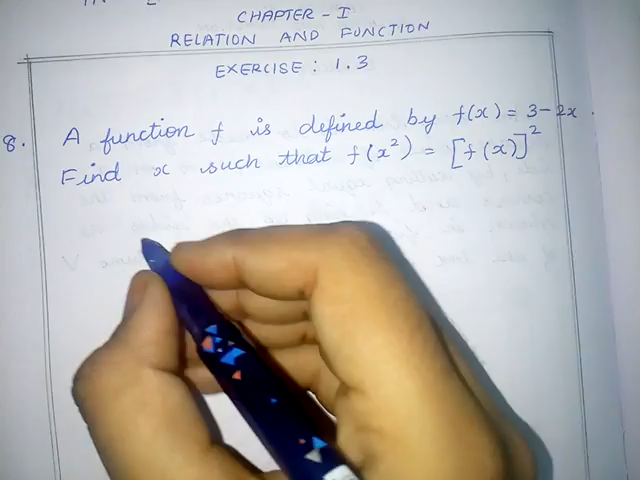 CHAPTER - I
RELATION AND FUNCTION
EXERCISE : 1.3
8. A function f is defined by f(x) = 3 - 2x.
Find x such that f(x²) = [f(x)]²